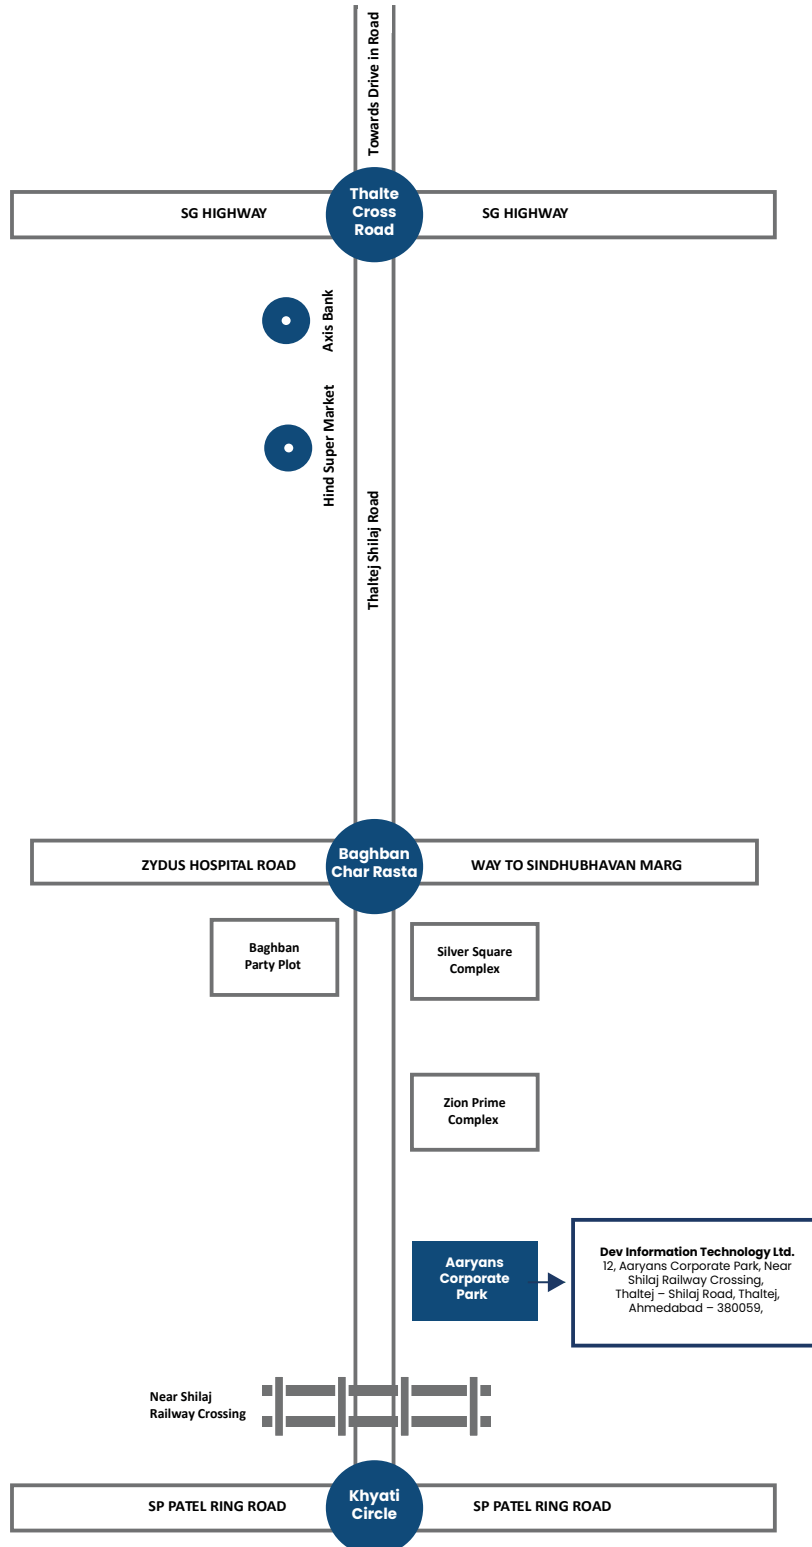 Towards Drive in Road
SG HIGHWAY
Thalte
Cross
Road
SG HIGHWAY
Axis Bank
Hind Super Market
Thaltej Shilaj Road
ZYDUS HOSPITAL ROAD
Baghban
Char Rasta
WAY TO SINDHUBHAVAN MARG
Baghban
Party Plot
Silver Square
Complex
Zion Prime
Complex
Aaryans
Corporate
Park
Dev Information Technology Ltd.
12, Aaryans Corporate Park, Near
Shilaj Railway Crossing,
Thaltej – Shilaj Road, Thaltej,
Ahmedabad – 380059,
Near Shilaj
Railway Crossing
SP PATEL RING ROAD
Khyati
Circle
SP PATEL RING ROAD